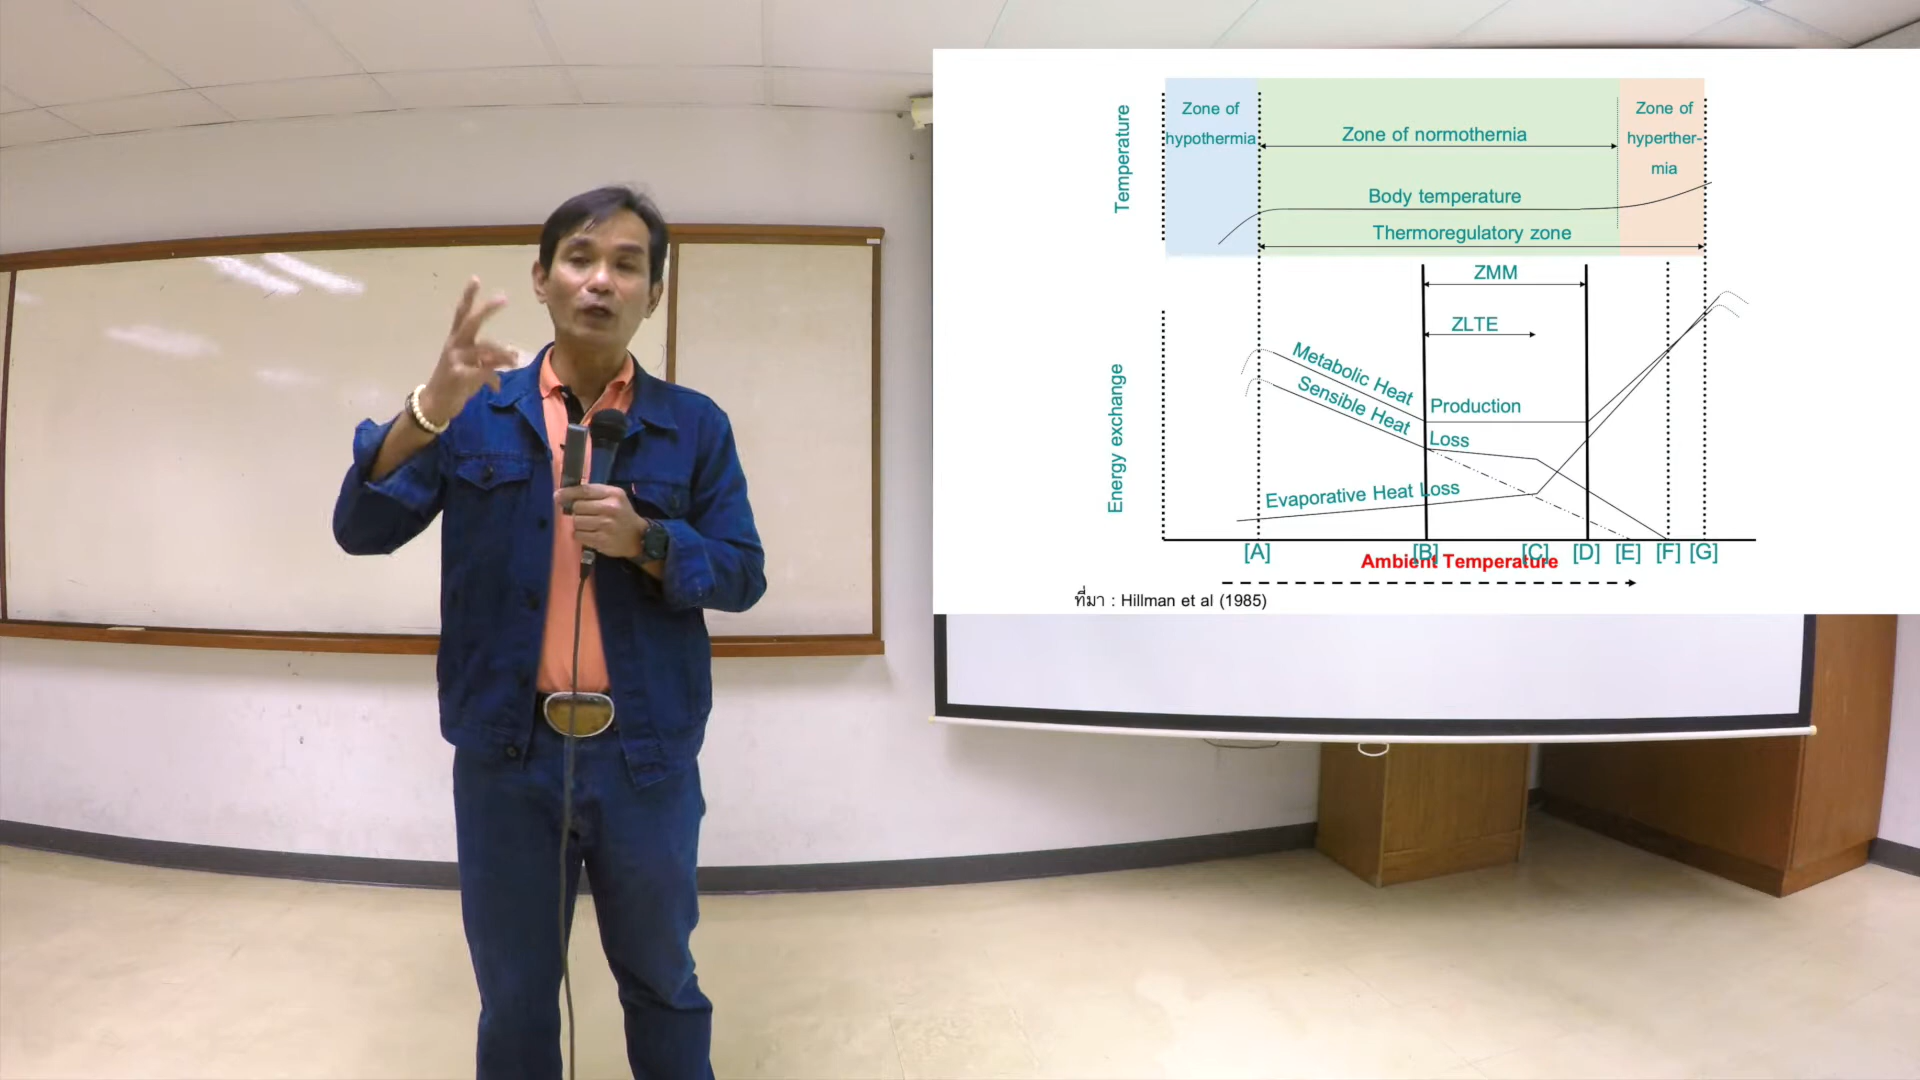 Temperature
Zone of
hypothermia
Zone of normothernia
Zone of
hyperther-
mia
Body temperature
Thermoregulatory zone
ZMM
ZLTE
Energy exchange
Metabolic Heat
Production
Sensible Heat
Loss
Evaporative Heat Loss
[A] [B] [C] [D] [E] [F] [G]
Ambient Temperature
ที่มา : Hillman et al (1985)